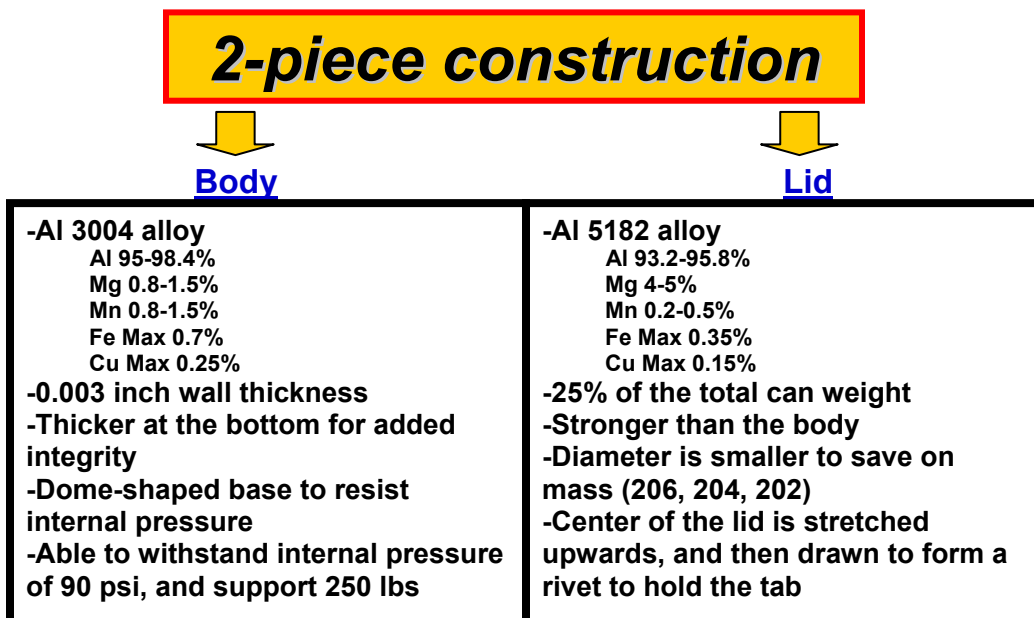 2-piece construction
Body
-Al 3004 alloy
Al 95-98.4%
Mg 0.8-1.5%
Mn 0.8-1.5%
Fe Max 0.7%
Cu Max 0.25%
-0.003 inch wall thickness
-Thicker at the bottom for added
integrity
-Dome-shaped base to resist
internal pressure
-Able to withstand internal pressure
of 90 psi, and support 250 lbs
Lid
-Al 5182 alloy
Al 93.2-95.8%
Mg 4-5%
Mn 0.2-0.5%
Fe Max 0.35%
Cu Max 0.15%
-25% of the total can weight
-Stronger than the body
-Diameter is smaller to save on
mass (206, 204, 202)
-Center of the lid is stretched
upwards, and then drawn to form a
rivet to hold the tab